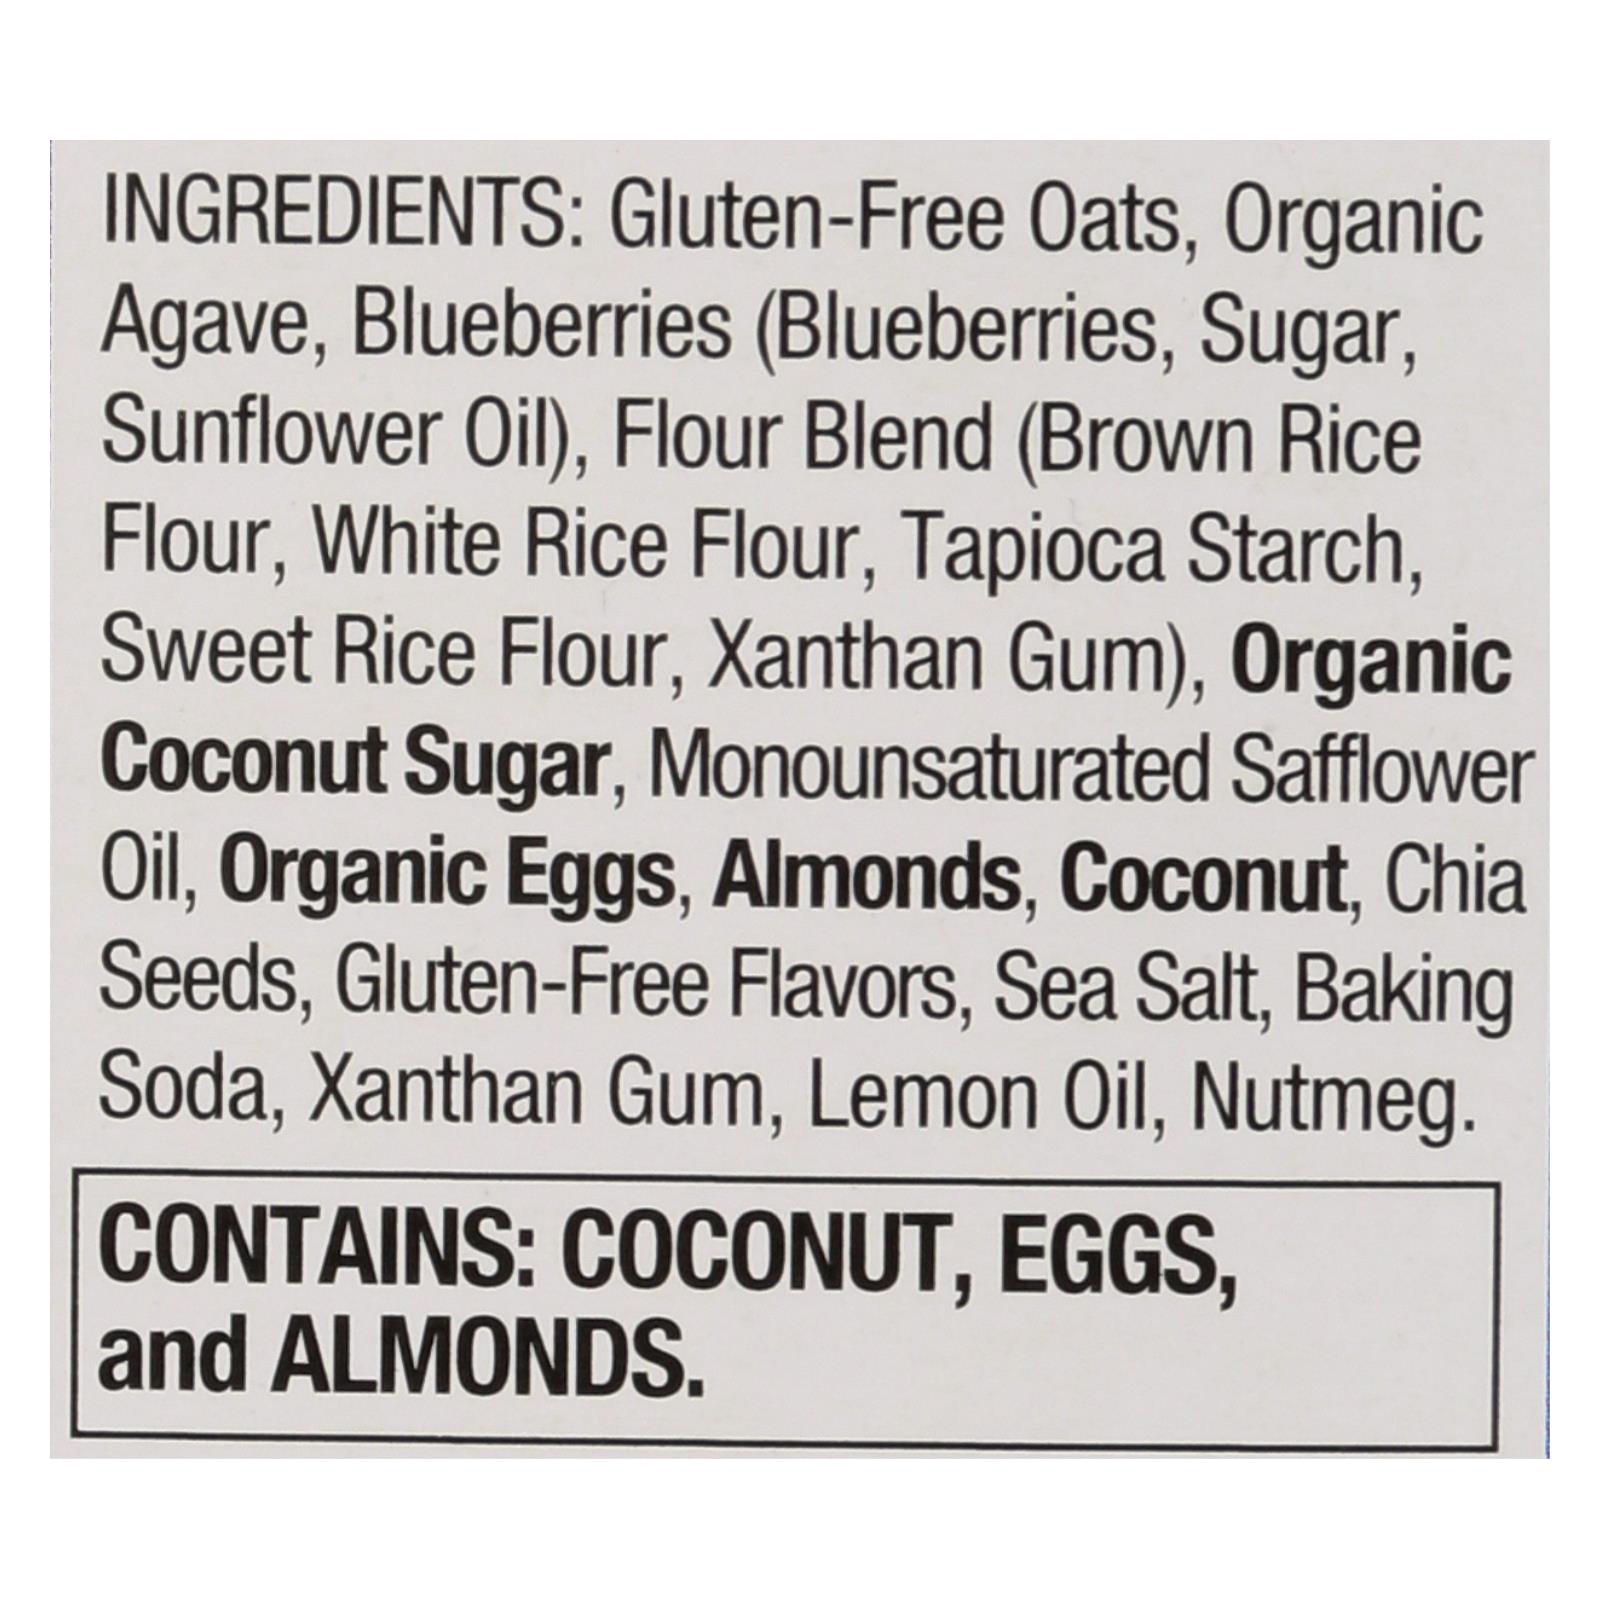 INGREDIENTS: Gluten-Free Oats, Organic
Agave, Blueberries (Blueberries, Sugar,
Sunflower Oil), Flour Blend (Brown Rice
Flour, White Rice Flour, Tapioca Starch,
Sweet Rice Flour, Xanthan Gum), Organic
Coconut Sugar, Monounsaturated Safflower
Oil, Organic Eggs, Almonds, Coconut, Chia
Seeds, Gluten-Free Flavors, Sea Salt, Baking
Soda, Xanthan Gum, Lemon Oil, Nutmeg.
CONTAINS: COCONUT, EGGS,
and ALMONDS.